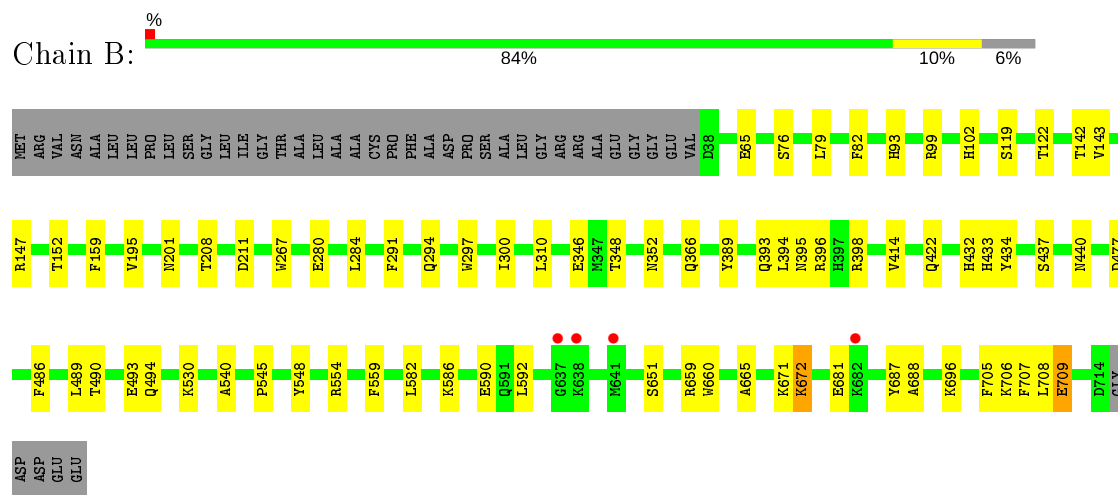 %
Chain B:
84% 10% 6%
MET ARG VAL ASN ALA LEU LEU PRO LEU SER GLY LEU ILE GLY THR ALA LEU ALA ALA CYS PRO PHE ALA ASP PRO SER ALA LEU GLY ARG ARG ALA GLU GLY GLY GLU VAL D38 E65 S76 L79 F82 H93 R99 H102 S119 T122 T142 V143
R147 T152 F159 V195 N201 T208 D211 W267 E280 L284 F291 Q294 W297 I300 L310 E346 M347 T348 N352 Q366 Y389 Q393 L394 N395 R396 H397 R398 V414 Q422 H432 H433 Y434 S437 N440 D477
F486 L489 T490 E493 Q494 K530 A540 P545 Y548 R554 F559 L582 K586 E590 Q591 L592 G637 K638 M641 S651 R659 W660 A665 K671 K672 E681 K682 Y687 A688 K696 F705 K706 F707 L708 E709 D714 GLY
ASP ASP GLU GLU